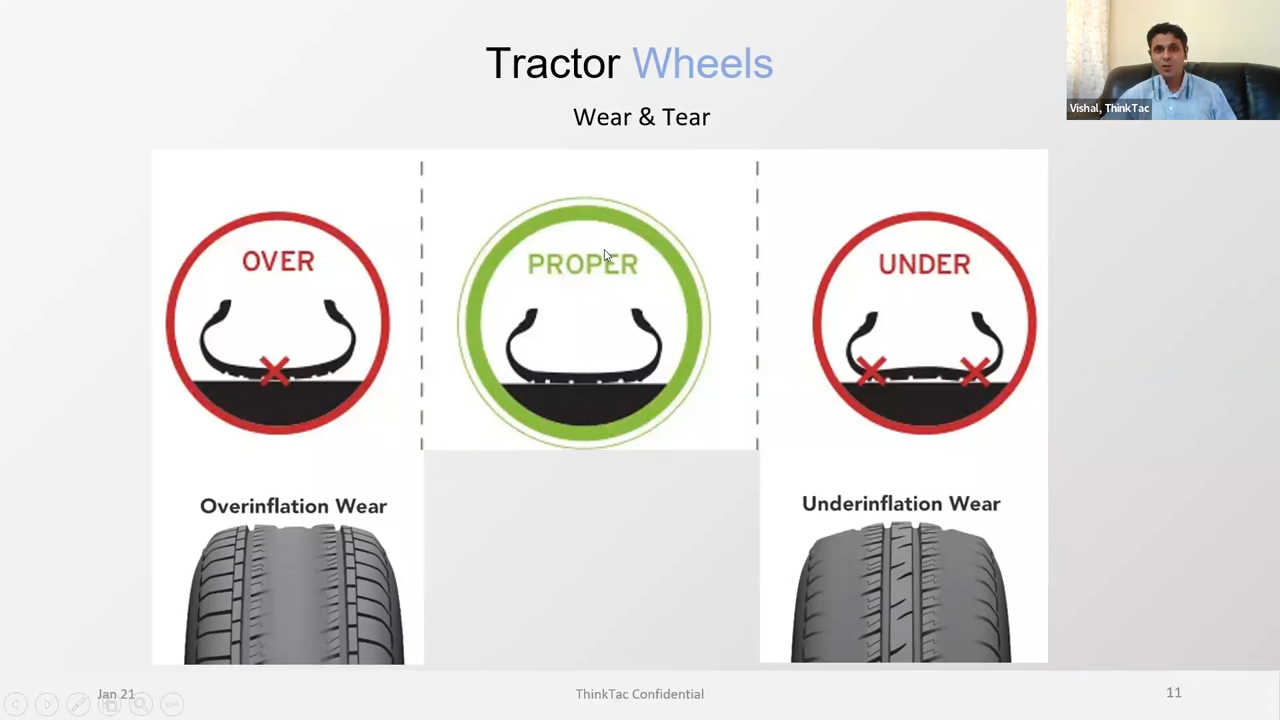 Tractor Wheels
Wear & Tear
Vishal, ThinkTac
OVER
PROPER
UNDER
Overinflation Wear
Underinflation Wear
Jan 21
ThinkTac Confidential
11